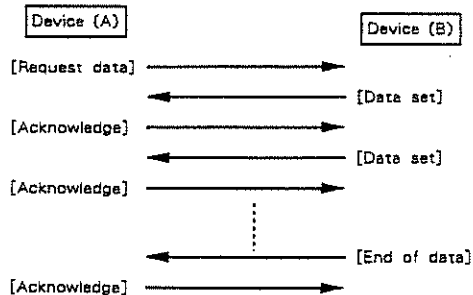 Device (A)
Device (B)
[Request data]
[Data set]
[Acknowledge]
[Data set]
[Acknowledge]
[End of data]
[Acknowledge]